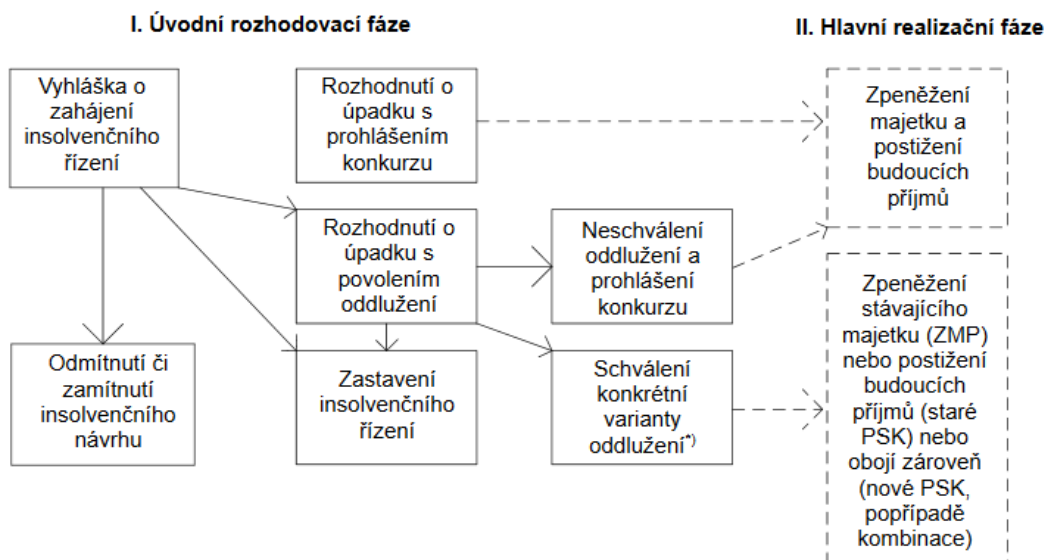 I. Úvodní rozhodovací fáze
II. Hlavní realizační fáze
Vyhláška o
zahájení
insolvenčního
řízení
Rozhodnutí o
úpadku s
prohlášením
konkurzu
Zpeněžení
majetku a
postižení
budoucích
příjmů
Rozhodnutí o
úpadku s
povolením
oddlužení
Neschválení
oddlužení a
prohlášení
konkurzu
Odmítnutí či
zamítnutí
insolvenčního
návrhu
Zastavení
insolvenčního
řízení
Schválení
konkrétní
varianty
oddlužení*)
Zpeněžení
stávajícího
majetku (ZMP)
nebo postižení
budoucích
příjmů (staré
PSK) nebo
obojí zároveň
(nové PSK,
popřípadě
kombinace)